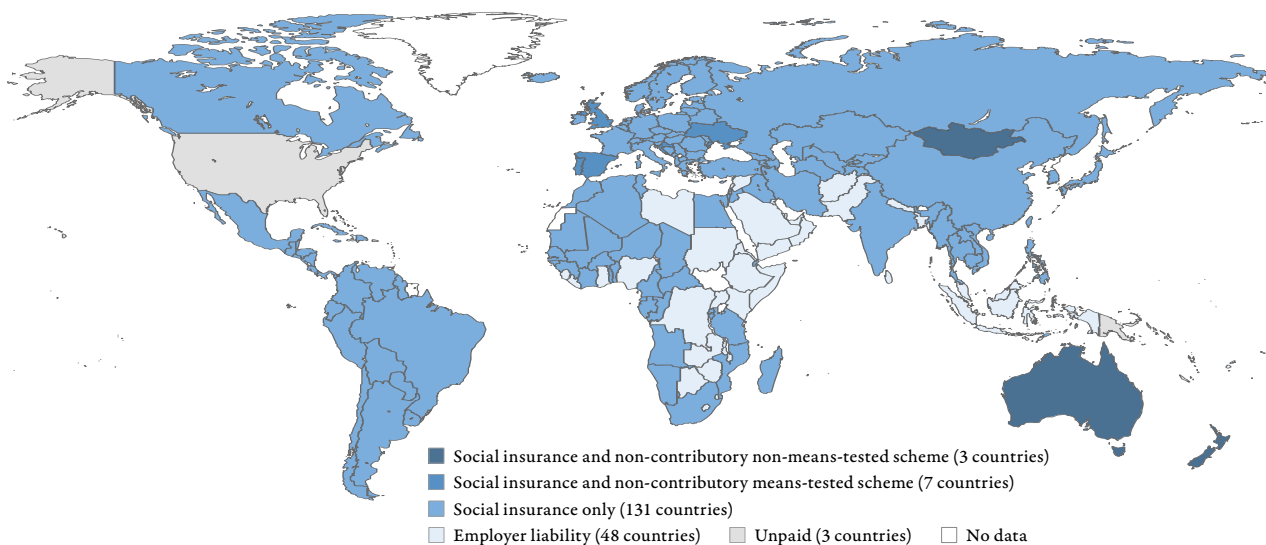 Social insurance and non-contributory non-means-tested scheme (3 countries)
Social insurance and non-contributory means-tested scheme (7 countries)
Social insurance only (131 countries)
Employer liability (48 countries) Unpaid (3 countries) No data